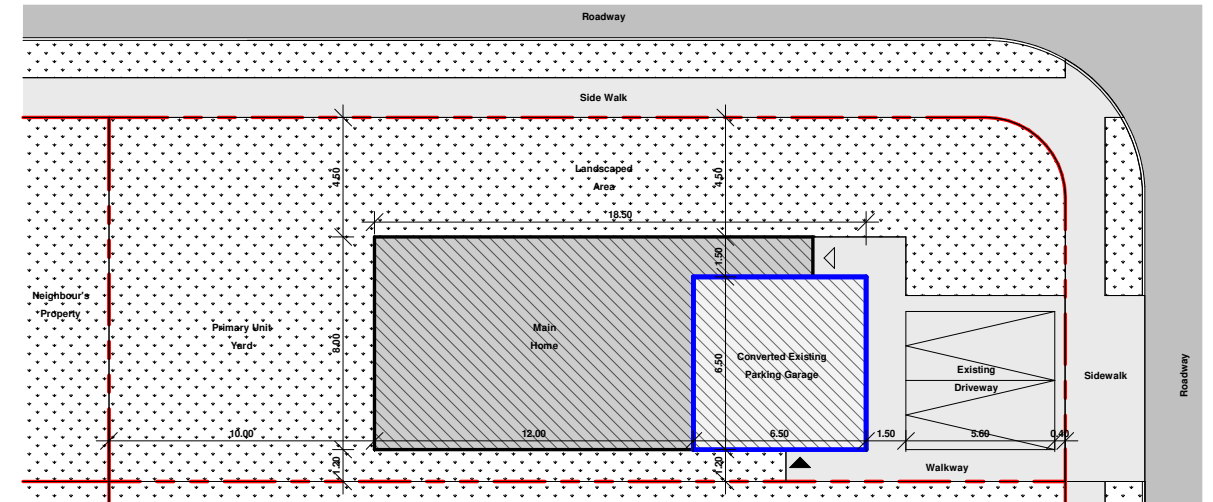 Roadway
Side Walk
4.50
Landscaped
Area
4.50
18.50
1.50
Neighbour's
Property
Primary Unit
Yard
8.00
Main
Home
6.50
Converted Existing
Parking Garage
Existing
Driveway
Sidewalk
Roadway
10.00
12.00
6.50
1.50
5.60
0.40
1.20
1.20
Walkway